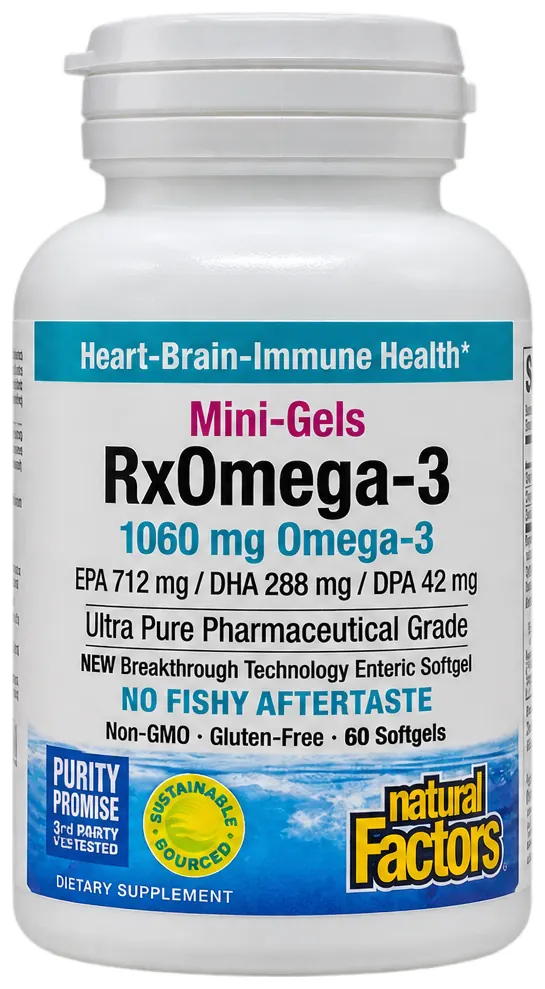 Heart-Brain-Immune Health*
Mini-Gels
RxOmega-3
1060 mg Omega-3
EPA 712 mg / DHA 288 mg / DPA 42 mg
Ultra Pure Pharmaceutical Grade
NEW Breakthrough Technology Enteric Softgel
NO FISHY AFTERTASTE
Non-GMO · Gluten-Free · 60 Softgels
PURITY
PROMISE
3rd PARTY
TESTED
SUSTAINABLE
SOURCED
natural
Factors
DIETARY SUPPLEMENT